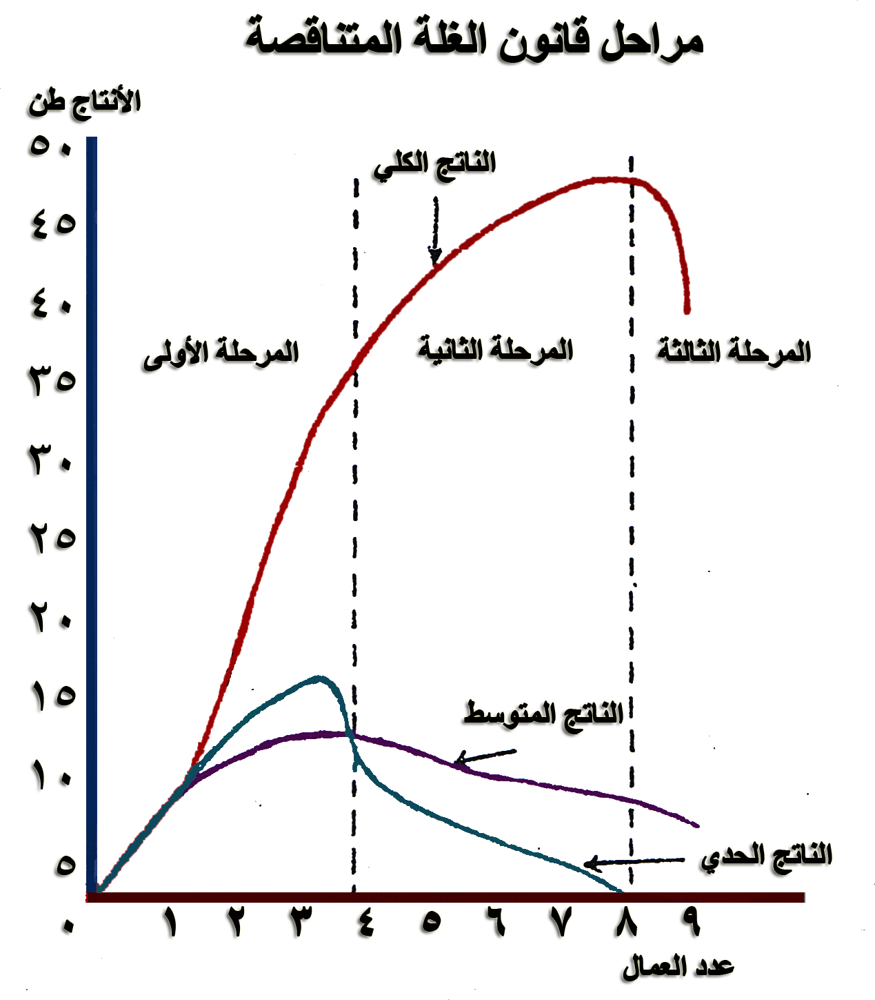 مراحل قانون الغلة المتناقصة
الأنتاج طن
٥٠
الناتج الكلي
٤٥
٤٠
المرحلة الأولى
المرحلة الثانية
المرحلة الثالثة
٣٥
٣٠
٢٥
٢٠
١٥
الناتج المتوسط
١٠
الناتج الحدي
٥
٠ ١ ٢ ٣ ٤ ٥ ٦ ٧ ٨ ٩
عدد العمال